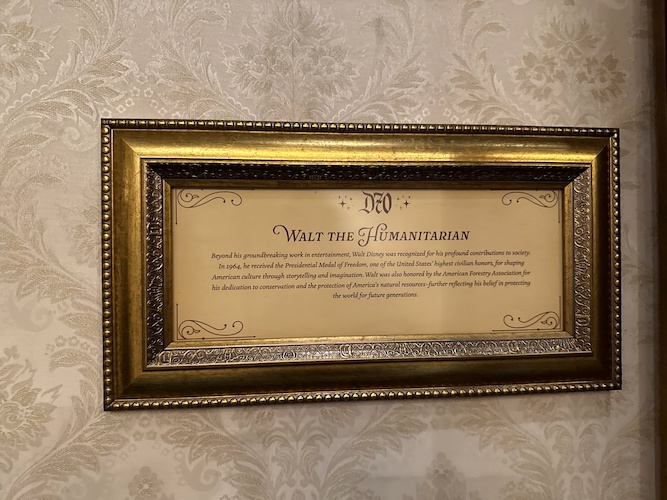 D70
Walt the Humanitarian
Beyond his groundbreaking work in entertainment, Walt Disney was recognized for his profound contributions to society.
In 1964, he received the Presidential Medal of Freedom, one of the United States' highest civilian honors, for shaping
American culture through storytelling and imagination. Walt was also honored by the American Forestry Association for
his dedication to conservation and the protection of America's natural resources–further reflecting his belief in protecting
the world for future generations.